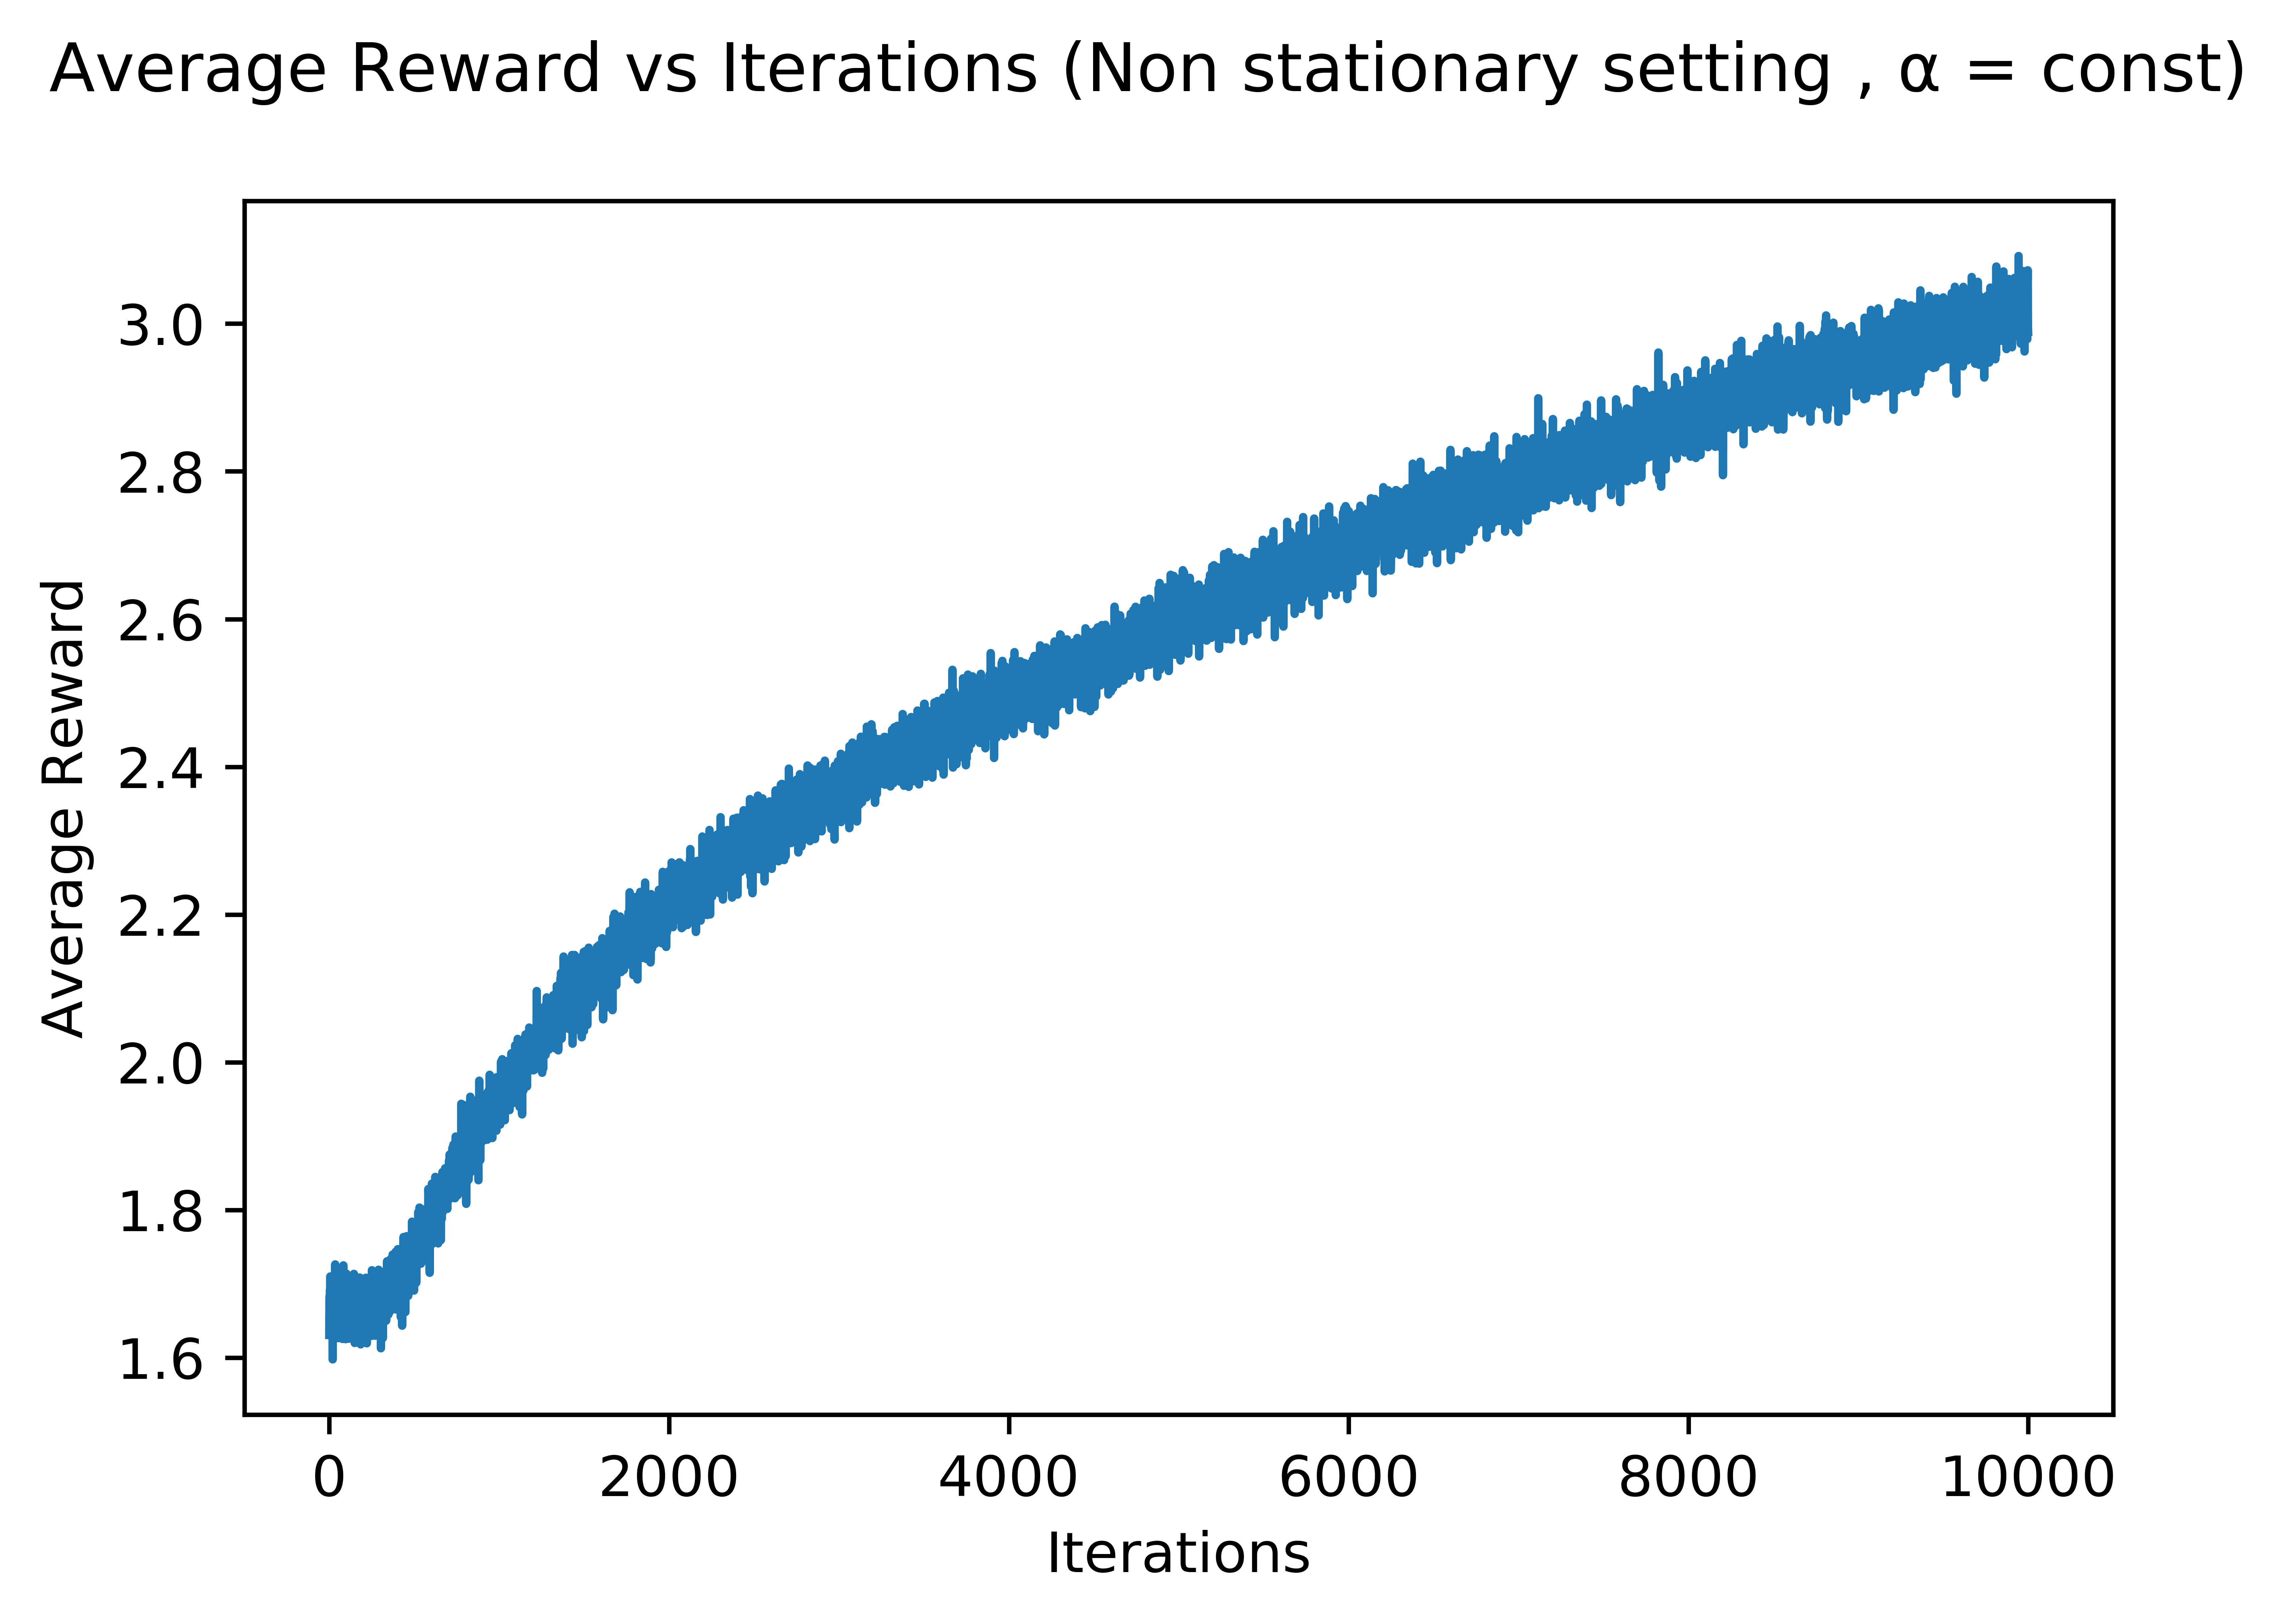 Average Reward vs Iterations (Non stationary setting , α = const)
3.0
2.8
2.6
2.4
2.2
2.0
1.8
1.6
Average Reward
0 2000 4000 6000 8000 10000
Iterations